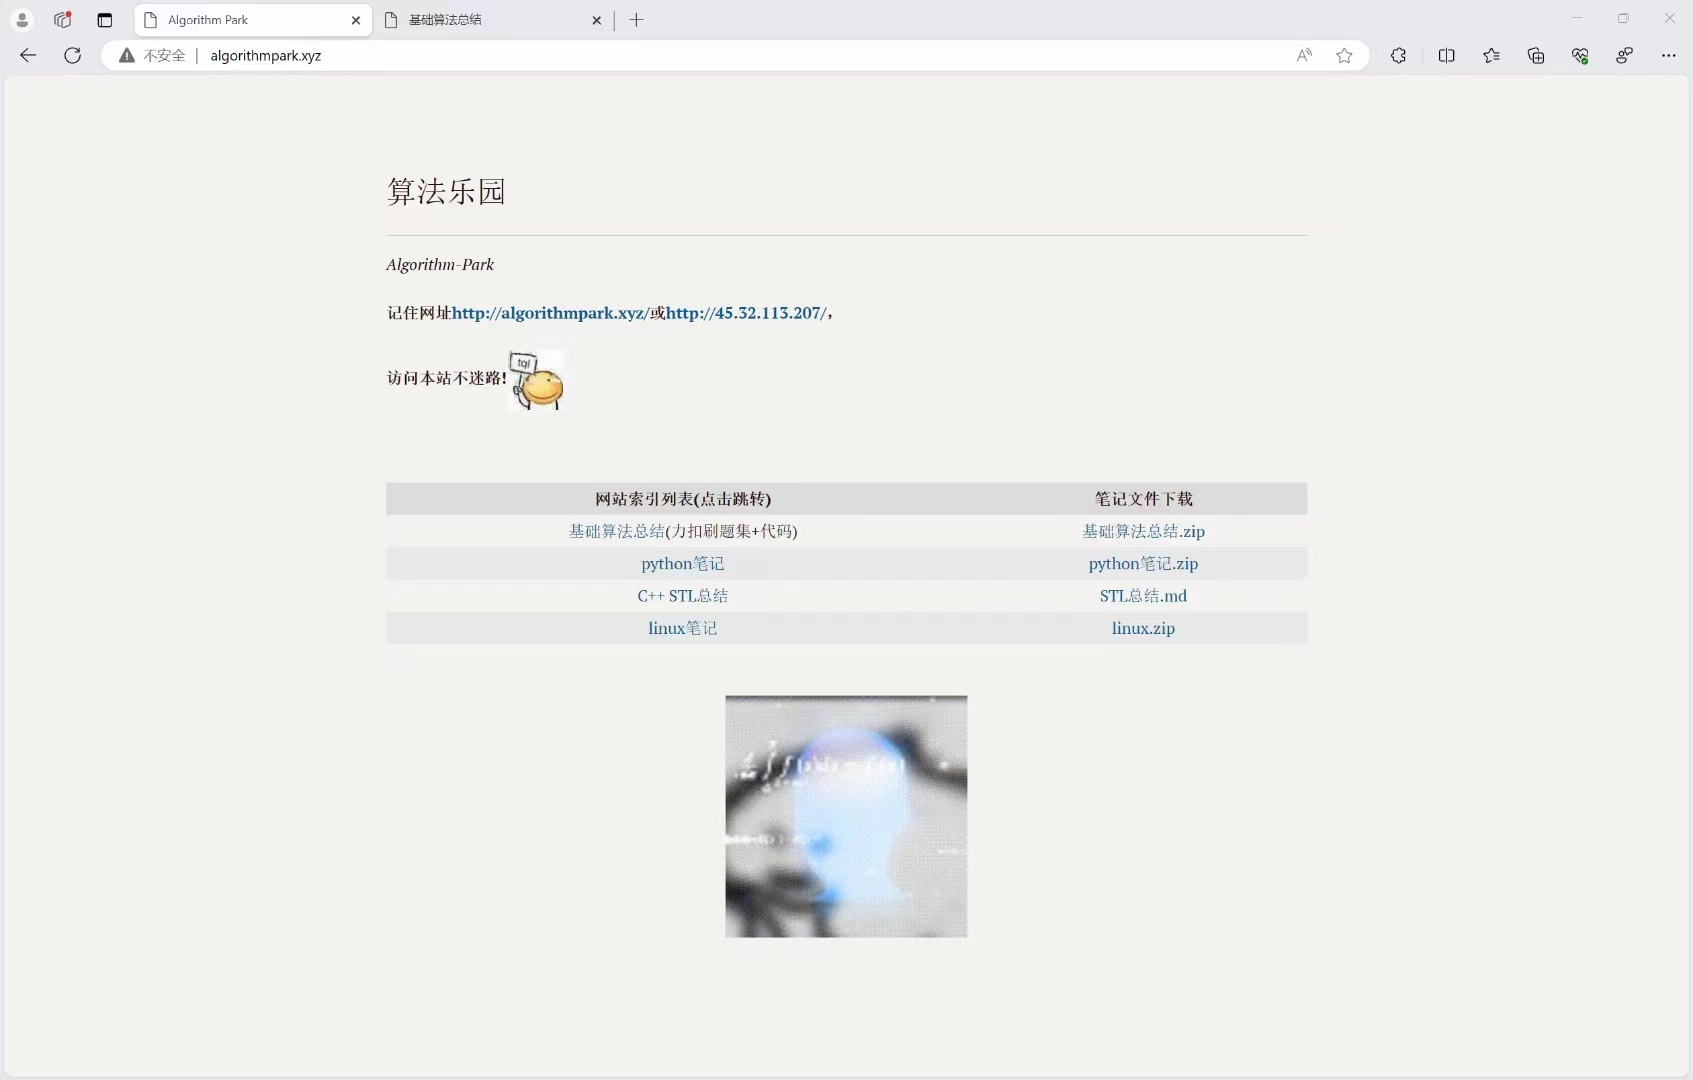 Algorithm Park
基础算法总结
不安全
algorithmpark.xyz
算法乐园
Algorithm-Park
记住网址http://algorithmpark.xyz/或http://45.32.113.207/，
访问本站不迷路!
tql
网站索引列表(点击跳转) 笔记文件下载
基础算法总结(力扣刷题集+代码) 基础算法总结.zip
python笔记 python笔记.zip
C++ STL总结 STL总结.md
linux笔记 linux.zip